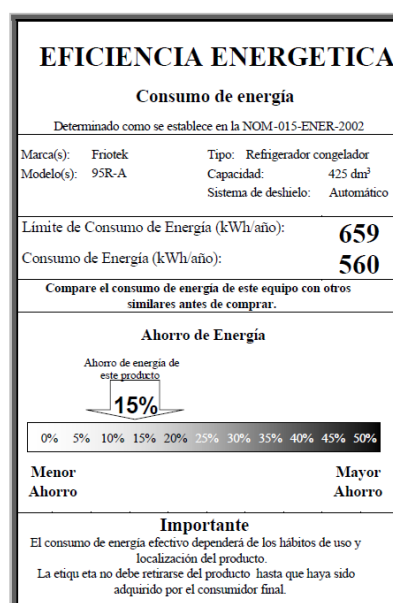 EFICIENCIA ENERGETICA
Consumo de energía
Determinado como se establece en la NOM-015-ENER-2002
Marca(s): Friotek Tipo: Refrigerador congelador
Modelo(s): 95R-A Capacidad: 425 dm³
Sistema de deshielo: Automático
Límite de Consumo de Energía (kWh/año): 659
Consumo de Energía (kWh/año): 560
Compare el consumo de energía de este equipo con otros
similares antes de comprar.
Ahorro de Energía
Ahorro de energía de
este producto
15%
0% 5% 10% 15% 20% 25% 30% 35% 40% 45% 50%
Menor Mayor
Ahorro Ahorro
Importante
El consumo de energía efectivo dependerá de los hábitos de uso y
localización del producto.
La etiqu eta no debe retirarse del producto hasta que haya sido
adquirido por el consumidor final.